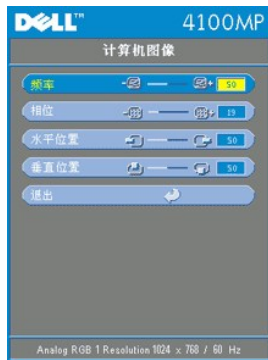 DELL™ 4100MP
计算机图像
频率 - + 50
相位 - + 19
水平位置 50
垂直位置 50
退出
Analog RGB 1 Resolution 1024 x 768 / 60 Hz